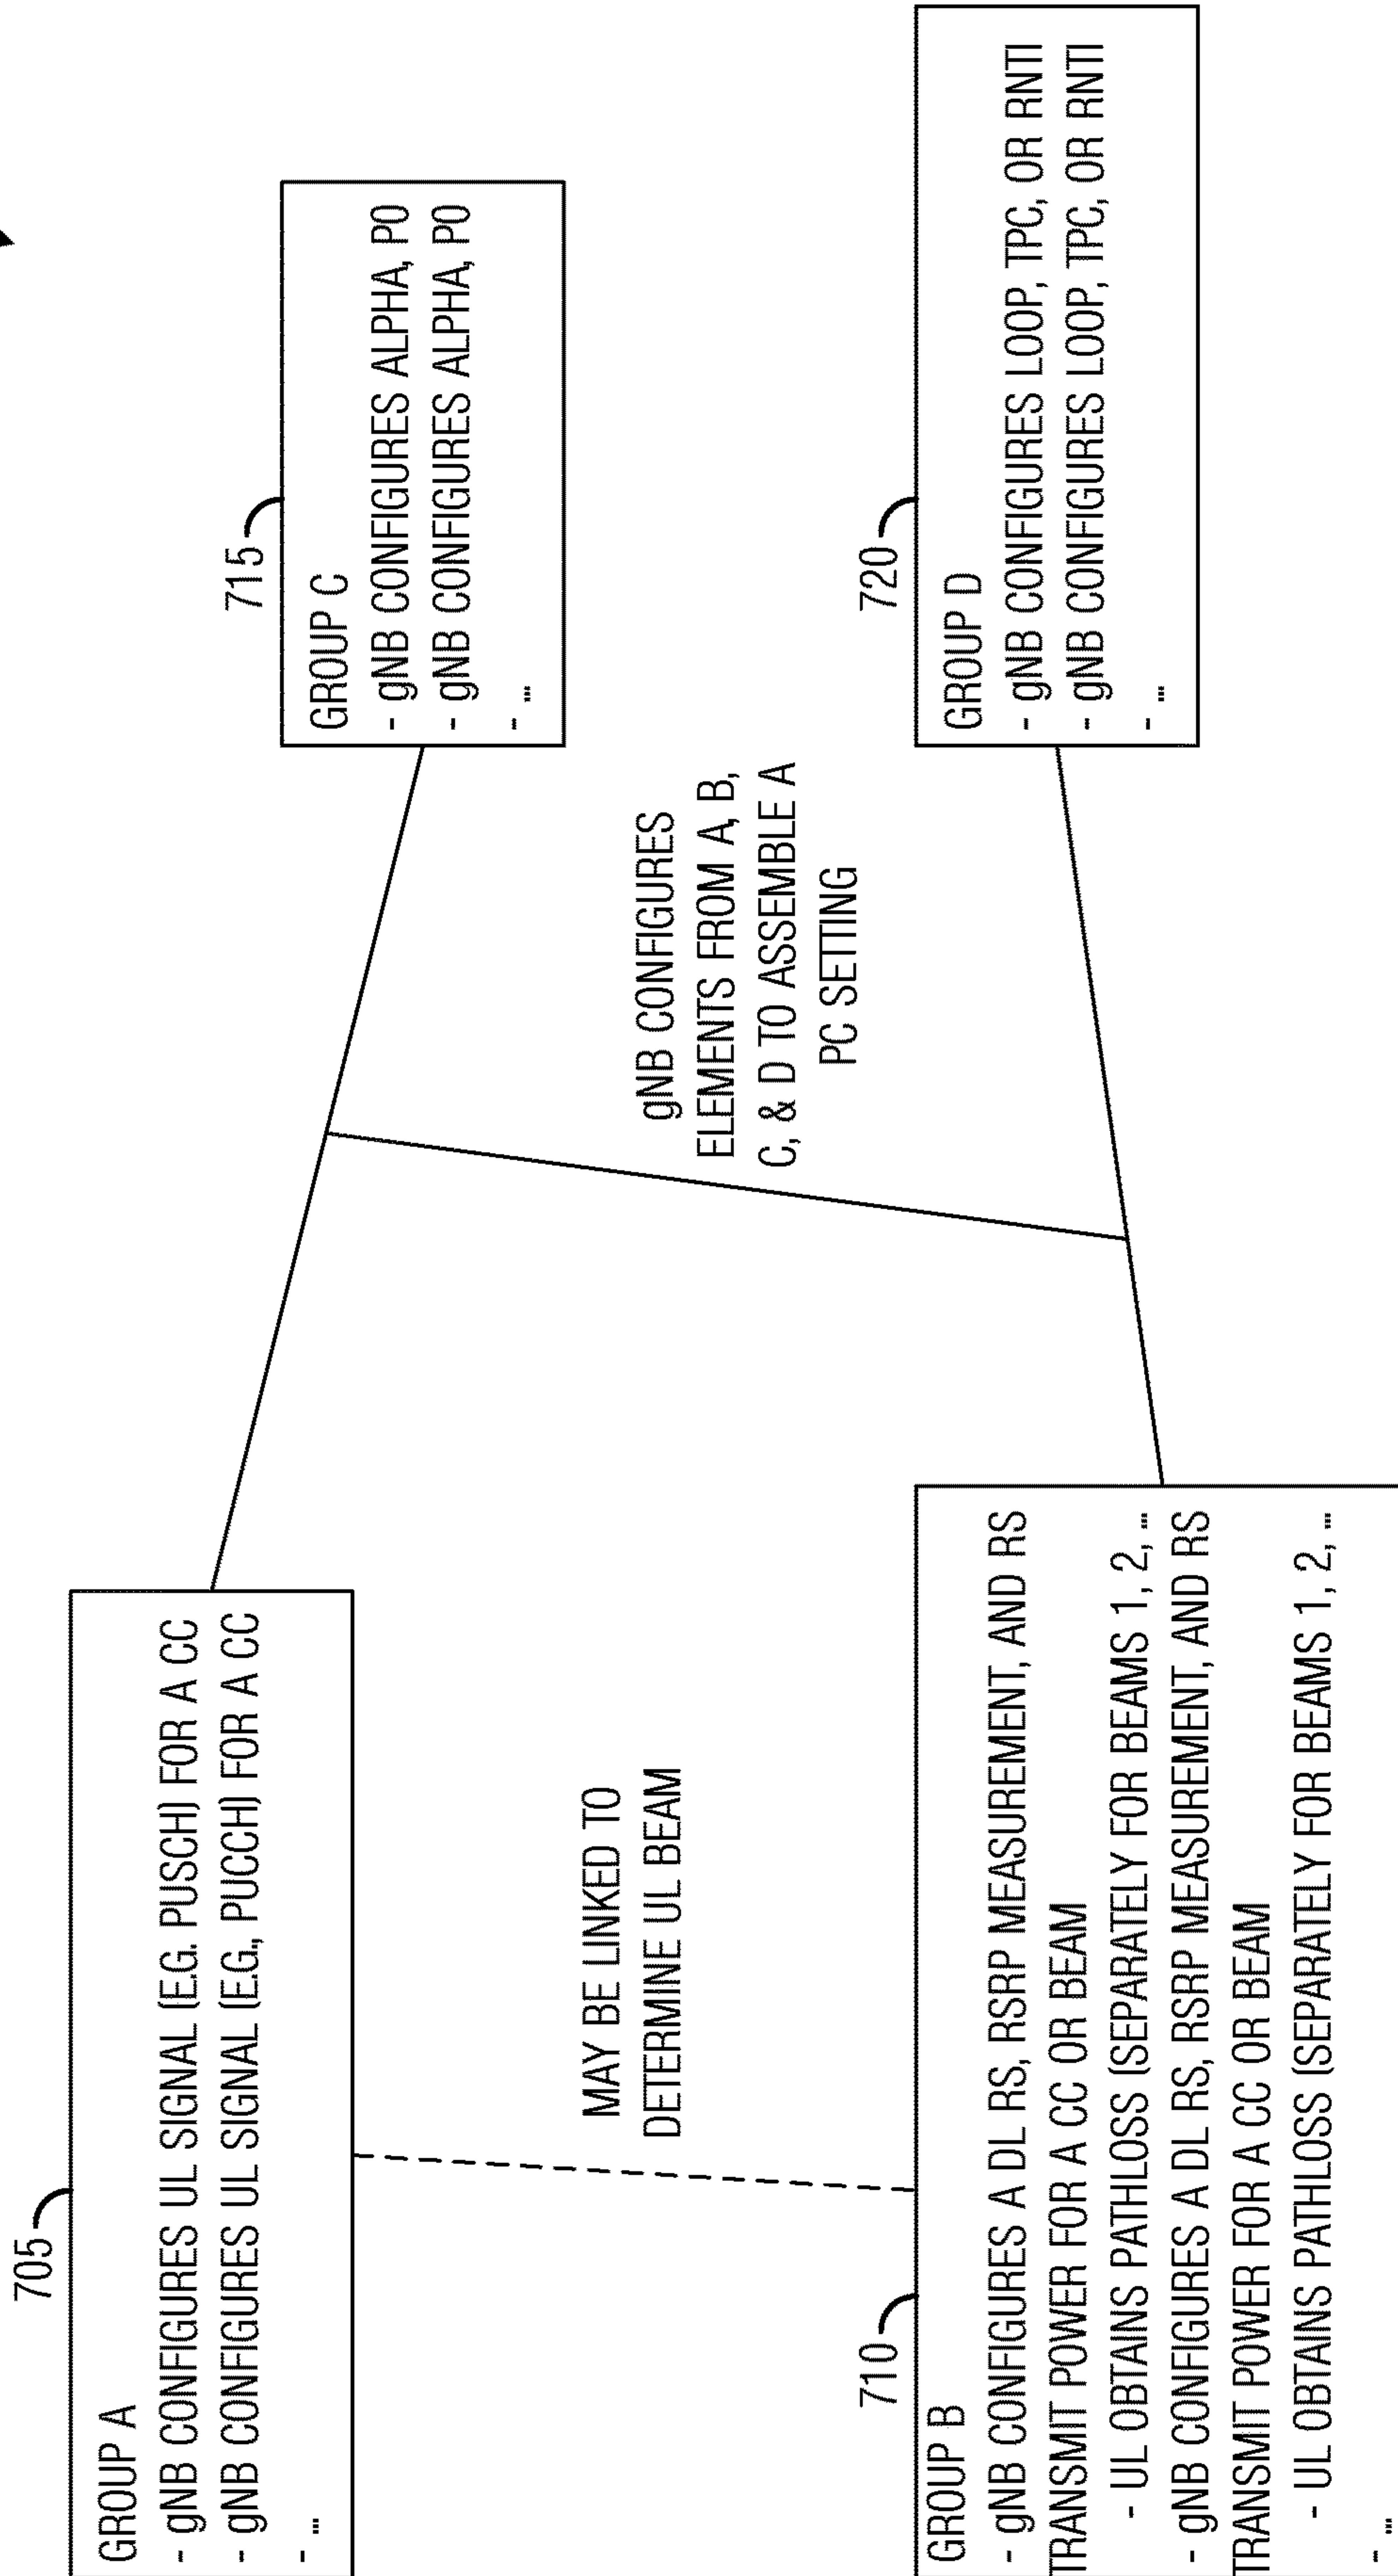 705
GROUP A
- gNB CONFIGURES UL SIGNAL (E.G. PUSCH) FOR A CC
- gNB CONFIGURES UL SIGNAL (E.G., PUCCH) FOR A CC
- ...
715
GROUP C
- gNB CONFIGURES ALPHA, P0
- gNB CONFIGURES ALPHA, P0
- ...
MAY BE LINKED TO
DETERMINE UL BEAM
gNB CONFIGURES
ELEMENTS FROM A, B,
C, & D TO ASSEMBLE A
PC SETTING
710
GROUP B
- gNB CONFIGURES A DL RS, RSRP MEASUREMENT, AND RS
TRANSMIT POWER FOR A CC OR BEAM
- UL OBTAINS PATHLOSS (SEPARATELY FOR BEAMS 1, 2, ...
- gNB CONFIGURES A DL RS, RSRP MEASUREMENT, AND RS
TRANSMIT POWER FOR A CC OR BEAM
- UL OBTAINS PATHLOSS (SEPARATELY FOR BEAMS 1, 2, ...
- ...
720
GROUP D
- gNB CONFIGURES LOOP, TPC, OR RNTI
- gNB CONFIGURES LOOP, TPC, OR RNTI
- ...